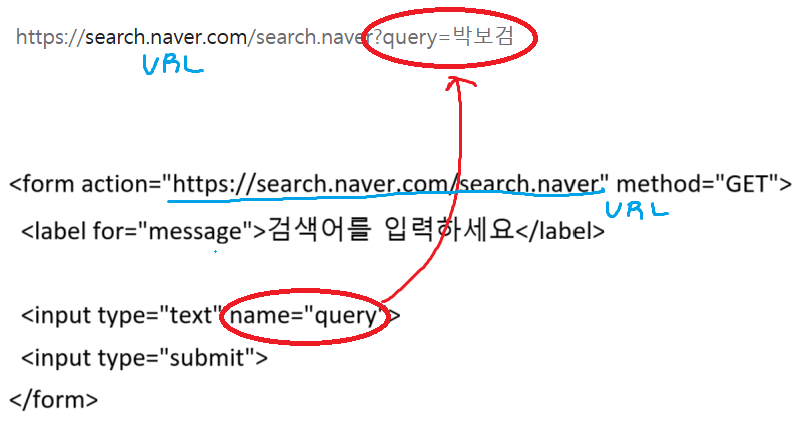 https://search.naver.com/search.naver?query=박보검
URL
<form action="https://search.naver.com/search.naver" method="GET">
URL
<label for="message">검색어를 입력하세요</label>
<input type="text" name="query">
<input type="submit">
</form>